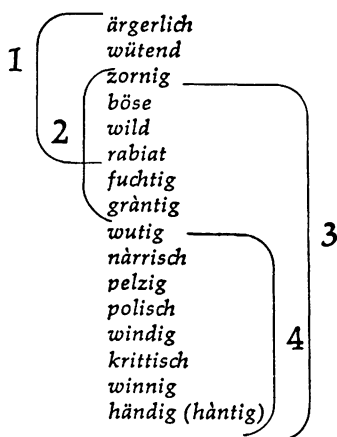 ärgerlich
1
wütend
zornig
böse
2
wild
rabiat
fuchtig
gràntig
wutig
3
nàrrisch
pelzig
polisch
windig
4
krittisch
winnig
händig (hàntig)